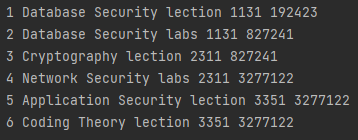 1 Database Security lection 1131 192423
2 Database Security labs 1131 827241
3 Cryptography lection 2311 827241
4 Network Security labs 2311 3277122
5 Application Security lection 3351 3277122
6 Coding Theory lection 3351 3277122